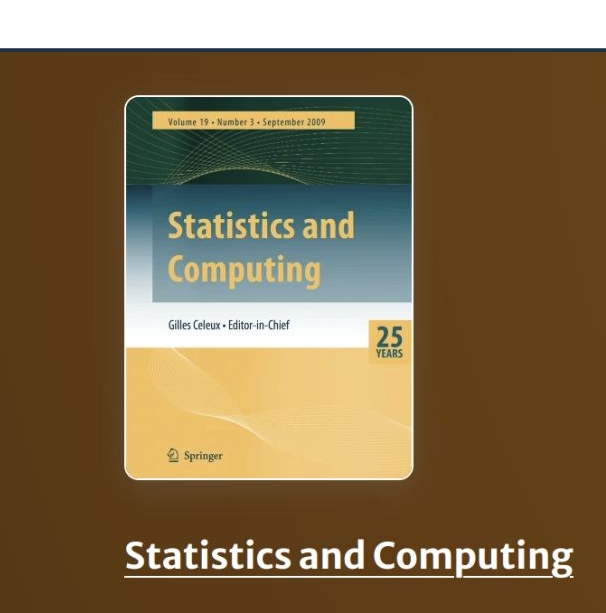 Volume 19 • Number 3 • September 2009
Statistics and
Computing
Gilles Celeux • Editor-in-Chief
25
YEARS
Springer
Statistics and Computing